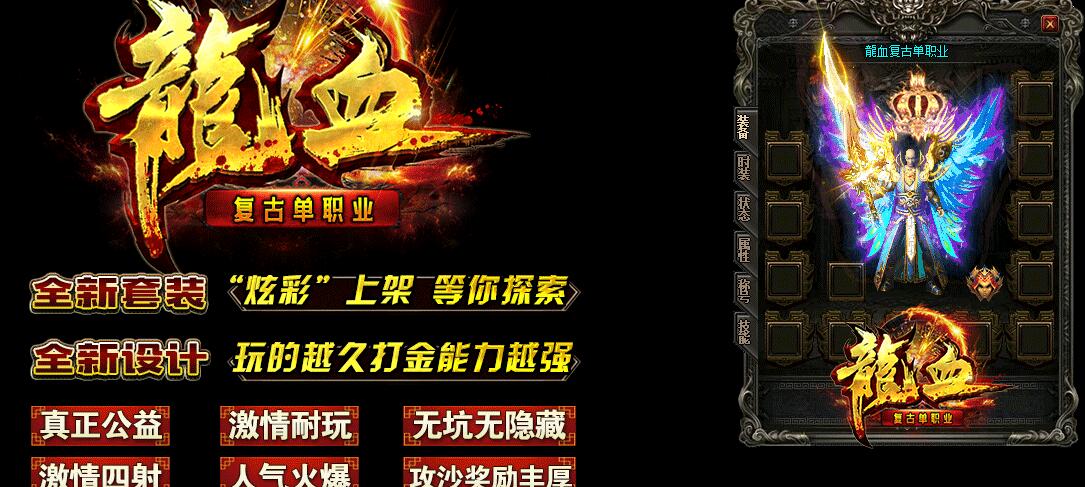 龍血
复古单职业
全新套装 “炫彩”上架 等你探索
全新设计 玩的越久打金能力越强
真正公益 激情耐玩 无坑无隐藏
激情四射 人气火爆 攻沙奖励丰厚
龍血复古单职业
装备
时装
状态
属性
称号
技能
龍血
复古单职业